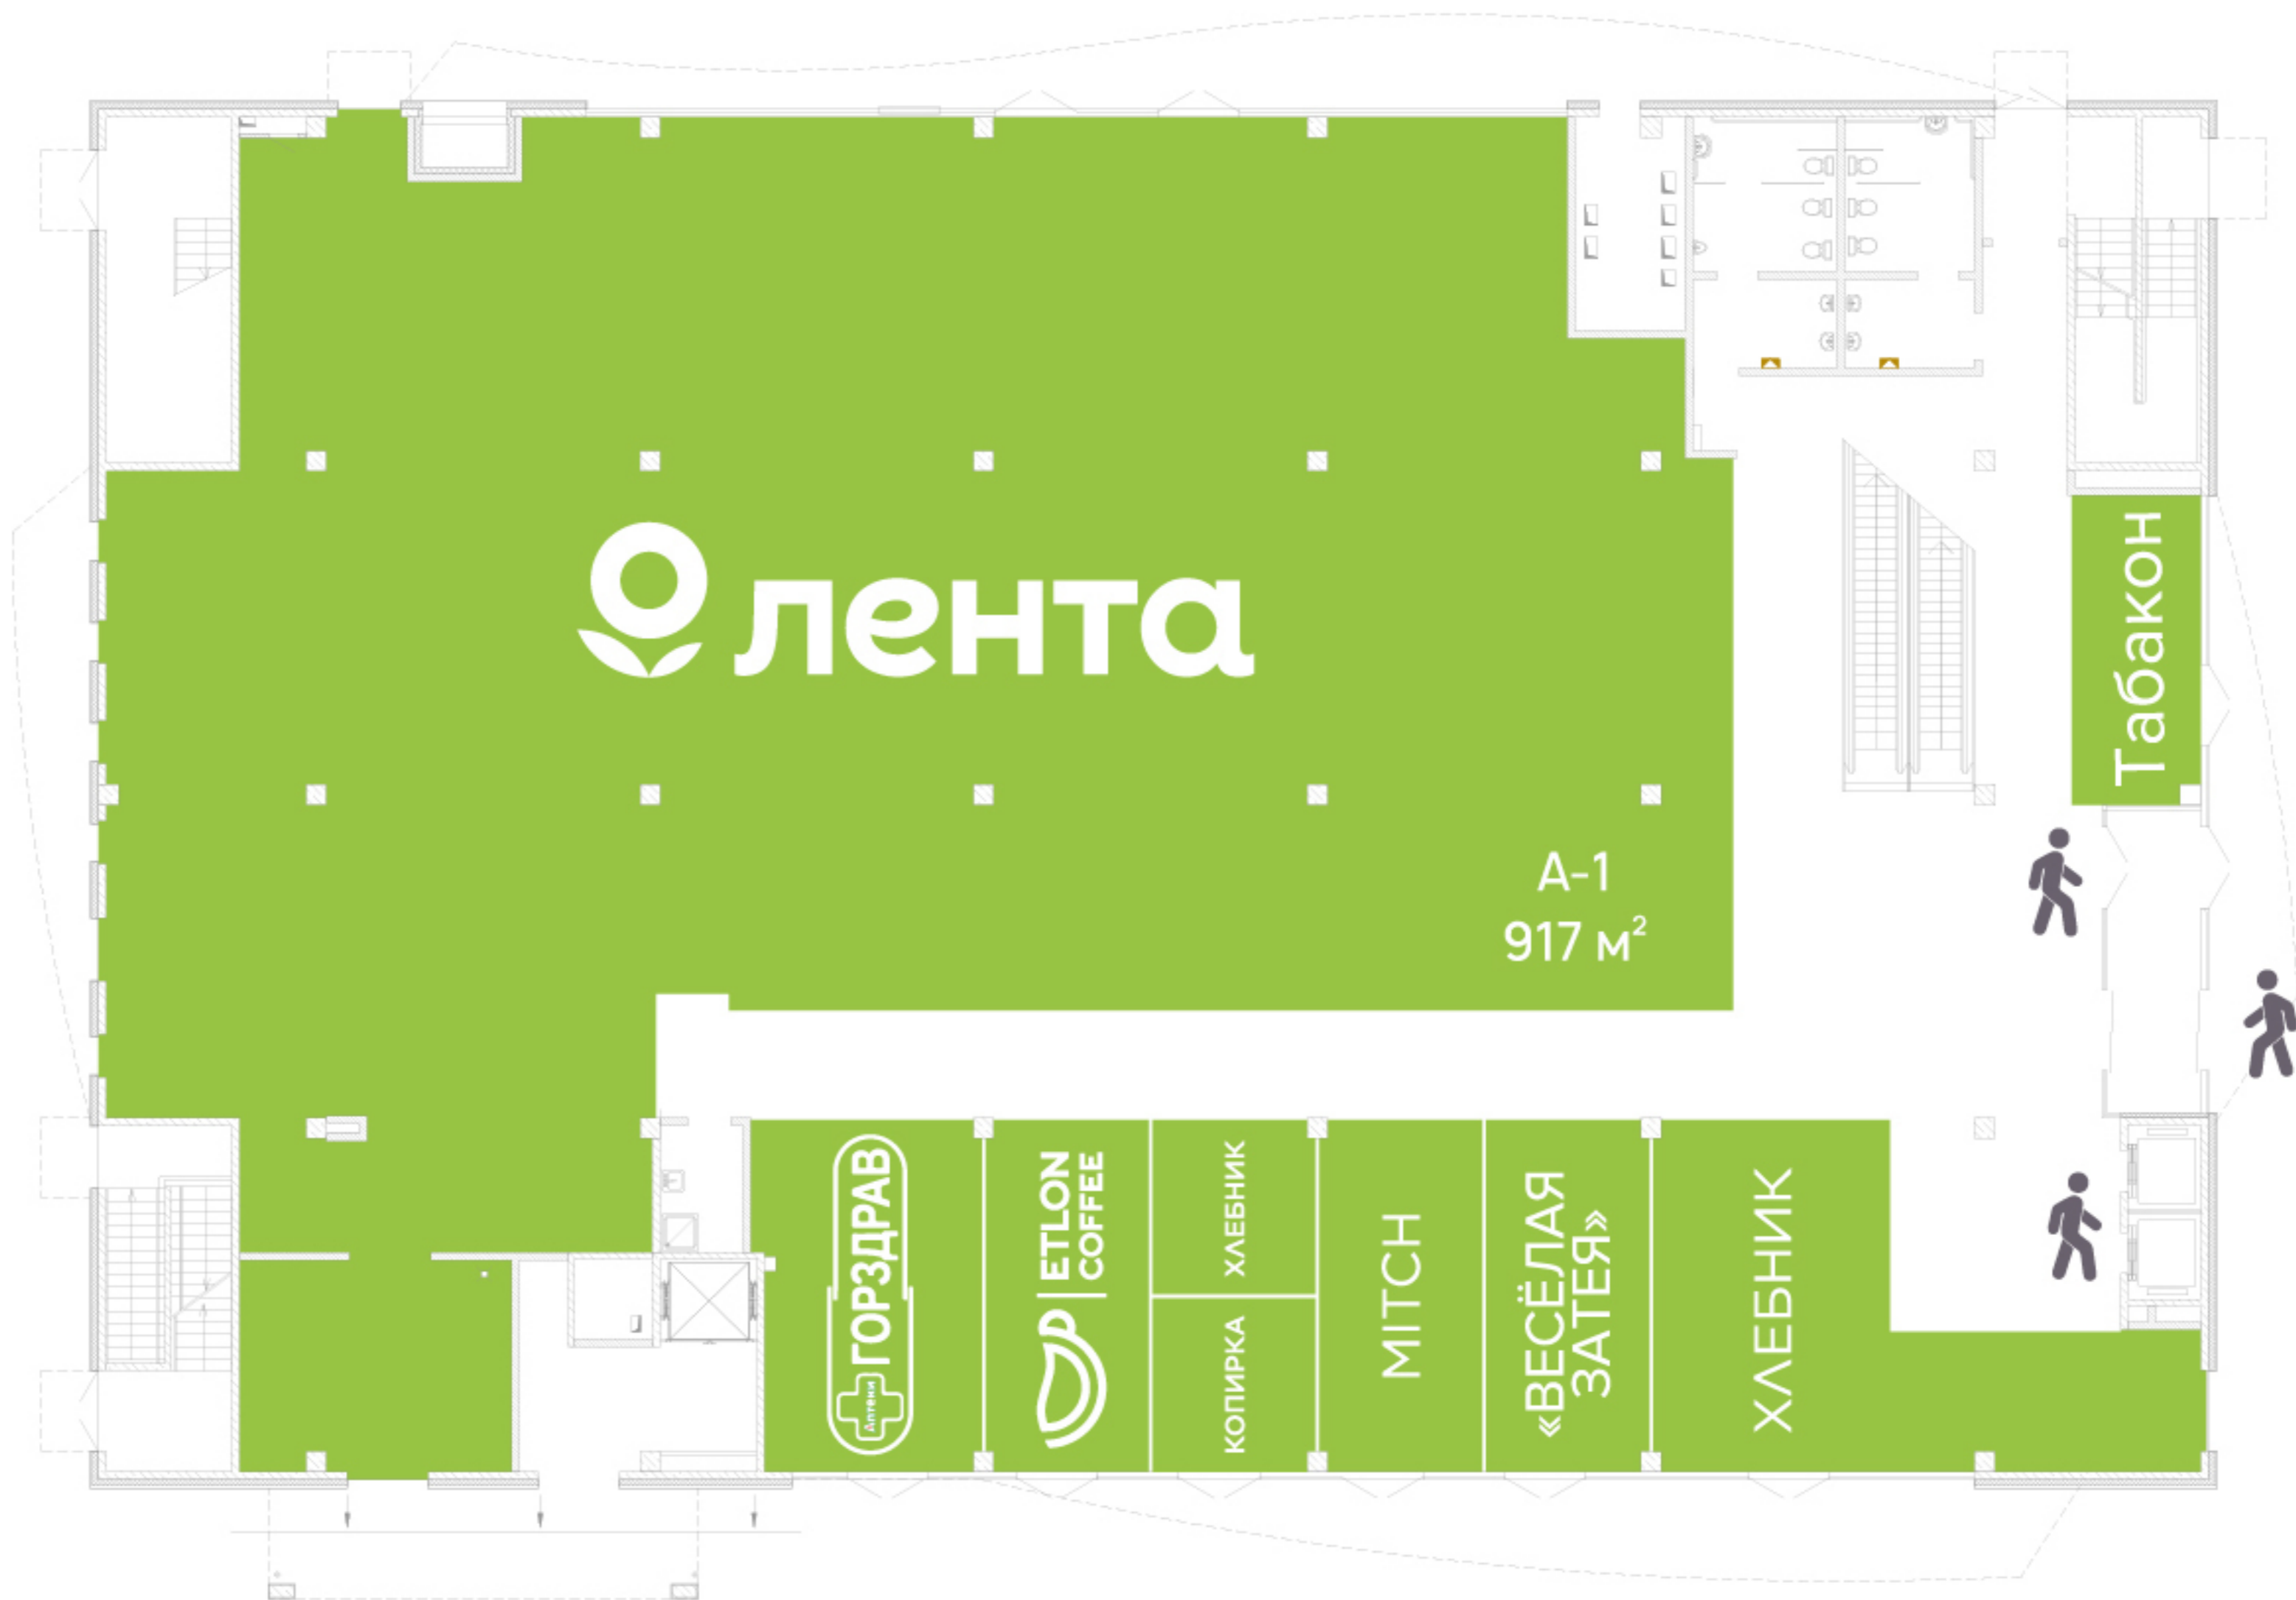 лента
Табакон
А-1
917 м²
ГОРЗДРАВ
Аптеки
ETLON
COFFEE
ХЛЕБНИК
КОПИРКА
MITCH
«ВЕСЁЛАЯ
ЗАТЕЯ»
ХЛЕБНИК